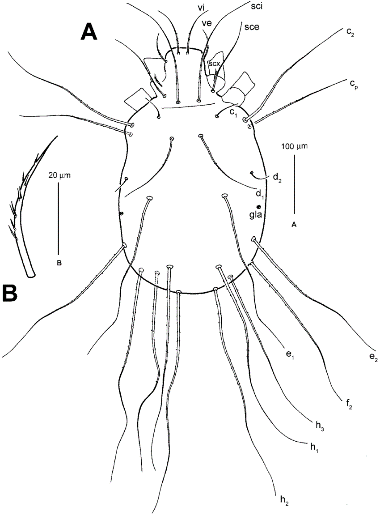 A
vi
sci
ve
sce
scx
c2
cp
c1
100 µm
A
20 µm
B
d2
d1
gla
B
e1
e2
f2
h3
h1
h2